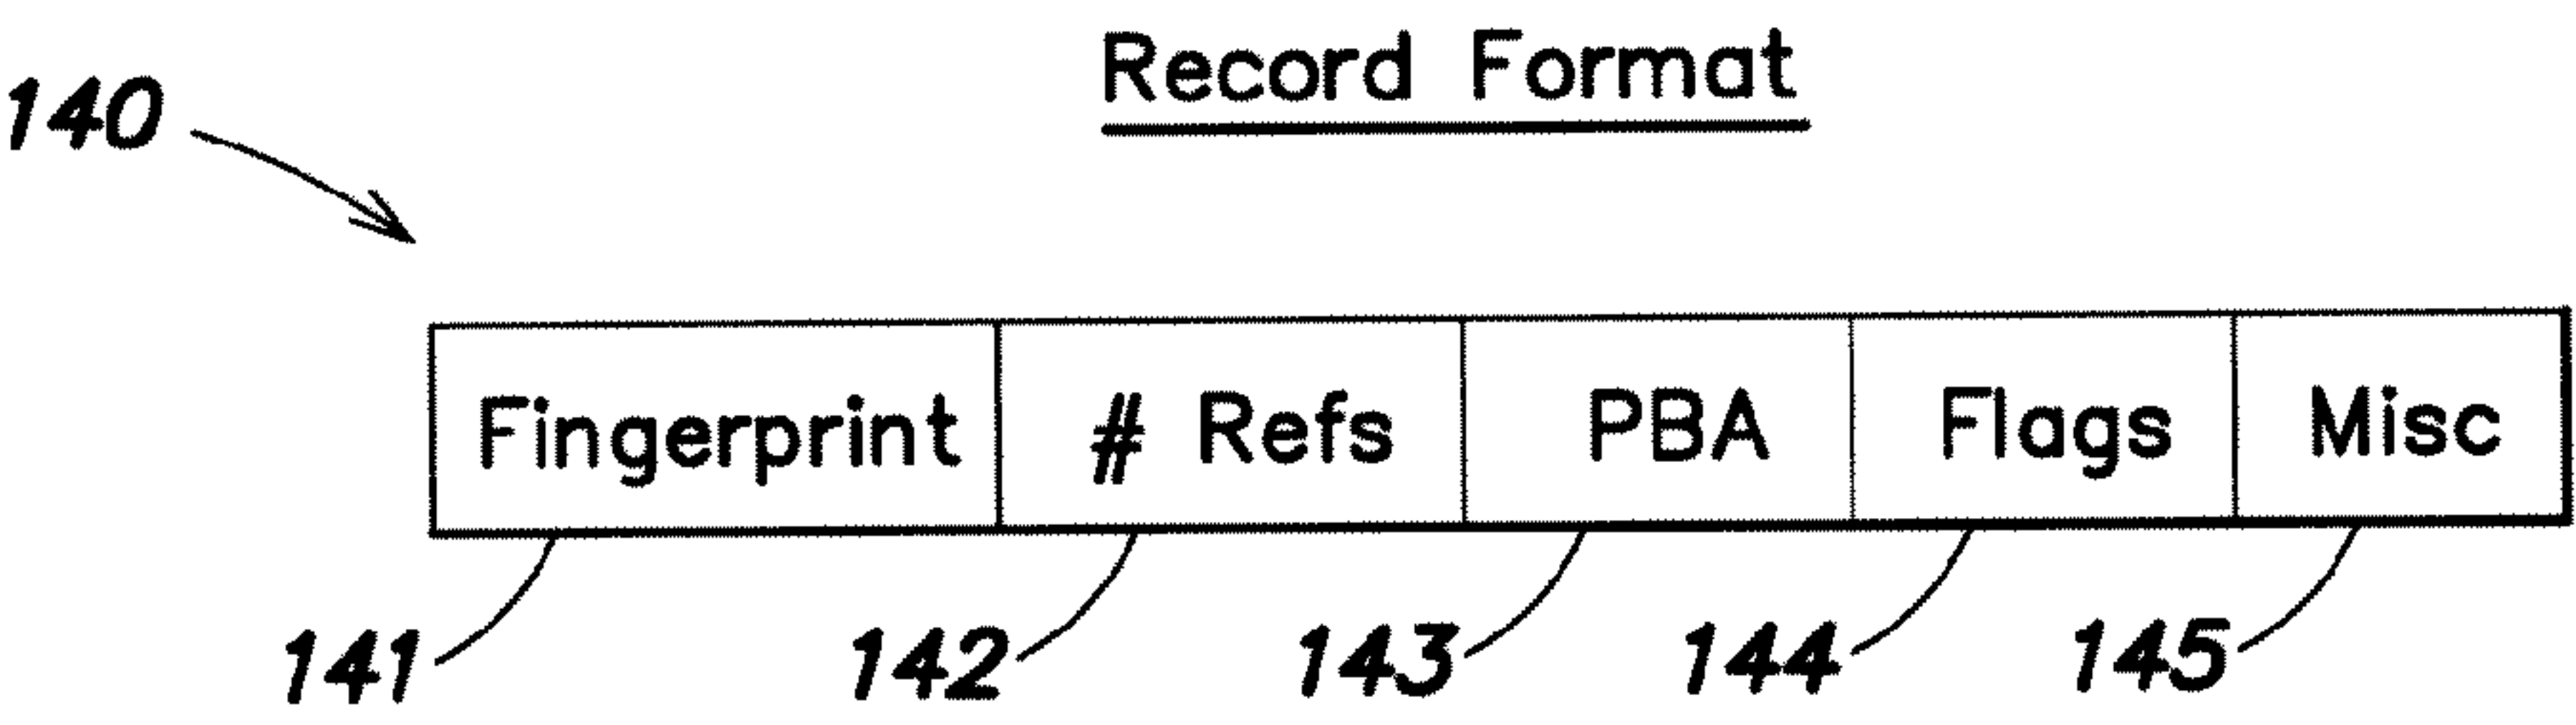 Record Format
140
Fingerprint # Refs PBA Flags Misc
141 142 143 144 145